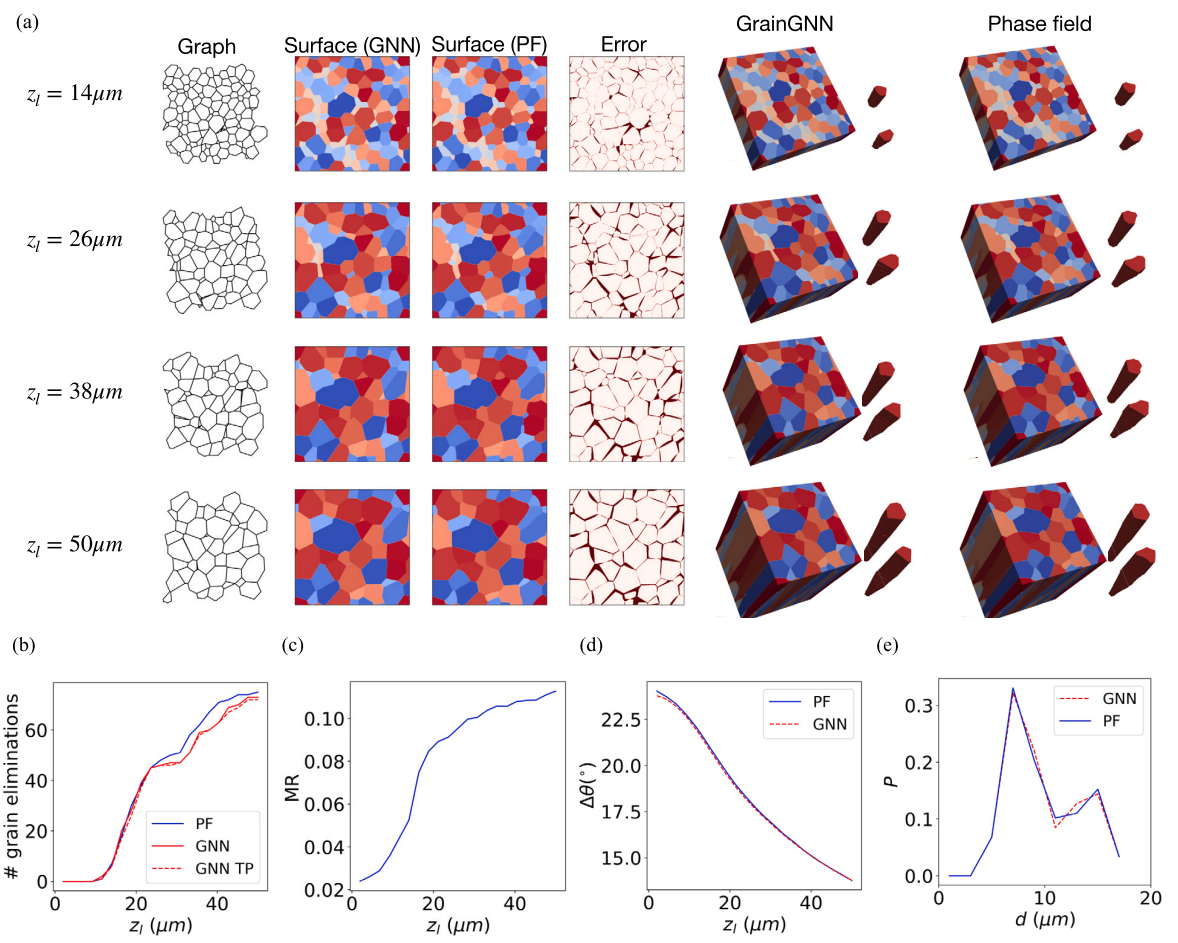 (a)
Graph Surface (GNN) Surface (PF) Error GrainGNN Phase field
z_l = 14μm
z_l = 26μm
z_l = 38μm
z_l = 50μm
(b)
# grain eliminations
60
40
20
0
PF
GNN
GNN TP
0 20 40
z_l (μm)
(c)
MR
0.10
0.08
0.06
0.04
0.02
0 20 40
z_l (μm)
(d)
Δθ(°)
22.5
20.0
17.5
15.0
PF
GNN
0 20 40
z_l (μm)
(e)
P
0.3
0.2
0.1
0.0
GNN
PF
0 10 20
d (μm)